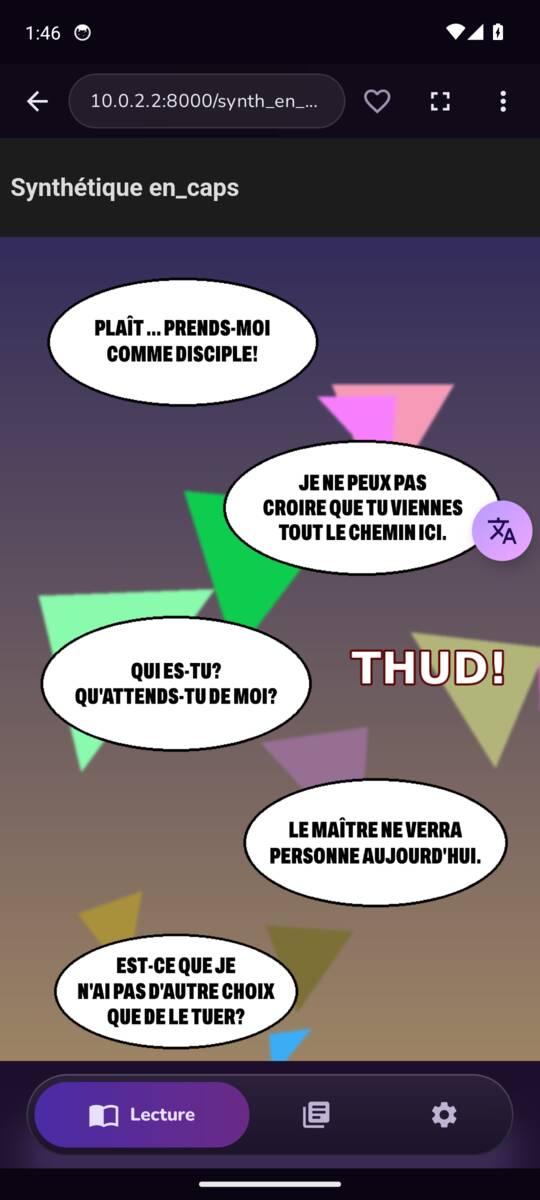 1:46
10.0.2.2:8000/synth_en_...
Synthétique en_caps
PLAÎT ... PRENDS-MOI
COMME DISCIPLE!
JE NE PEUX PAS
CROIRE QUE TU VIENNES
TOUT LE CHEMIN ICI.
QUI ES-TU?
QU'ATTENDS-TU DE MOI?
THUD!
LE MAÎTRE NE VERRA
PERSONNE AUJOURD'HUI.
EST-CE QUE JE
N'AI PAS D'AUTRE CHOIX
QUE DE LE TUER?
Lecture